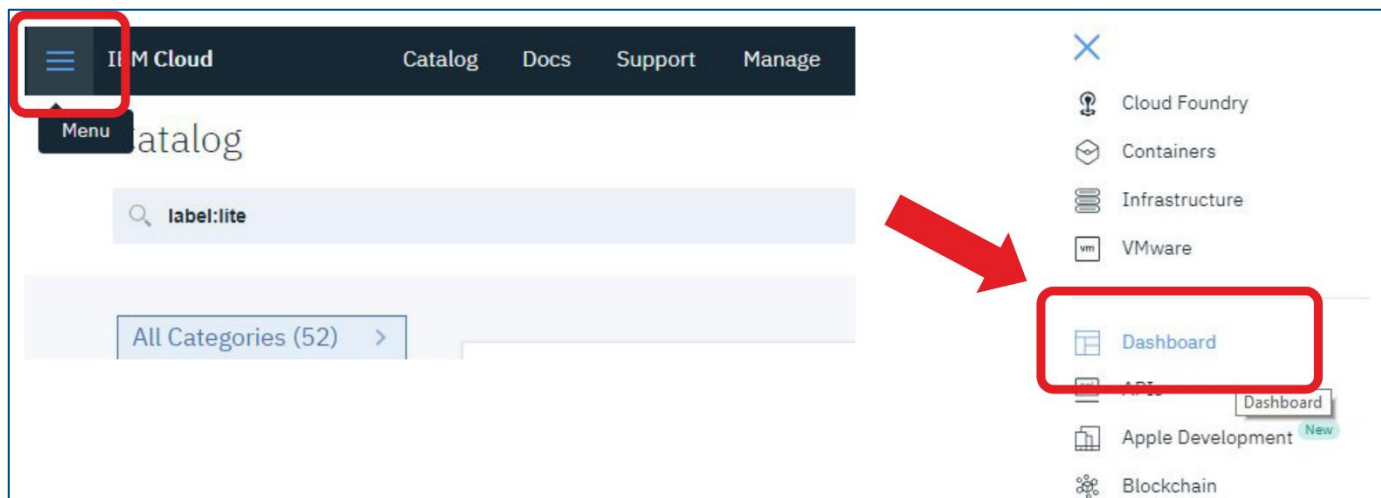 IBM Cloud Catalog Docs Support Manage
Menu
Catalog
label:lite
All Categories (52) >
Cloud Foundry
Containers
Infrastructure
vm VMware
Dashboard
APIs
Dashboard
Apple Development New
Blockchain